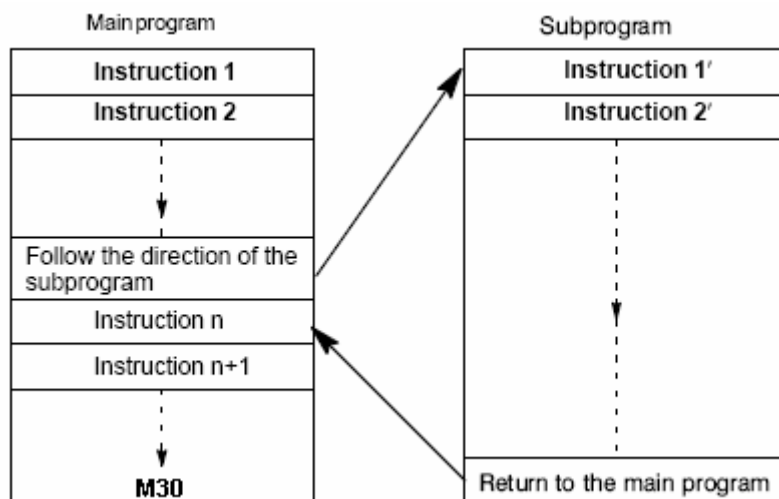 Main program
Instruction 1
Instruction 2
Follow the direction of the
subprogram
Instruction n
Instruction n+1
M30
Subprogram
Instruction 1′
Instruction 2′
Return to the main program